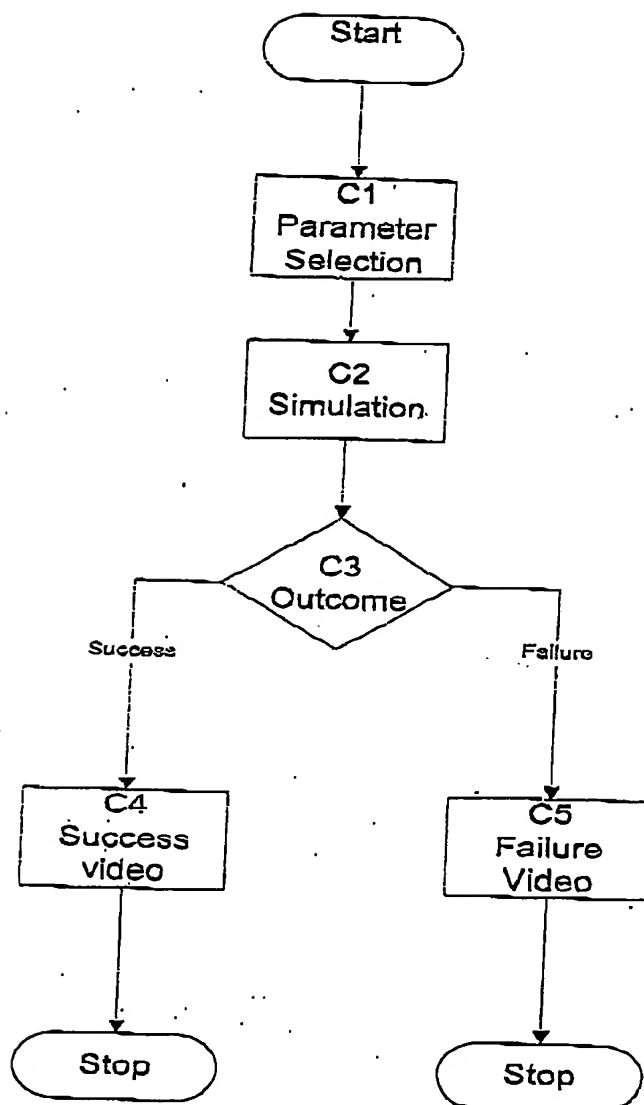 Start
C1
Parameter
Selection
C2
Simulation
C3
Outcome
Success
Failure
C4
Success
video
C5
Failure
Video
Stop
Stop